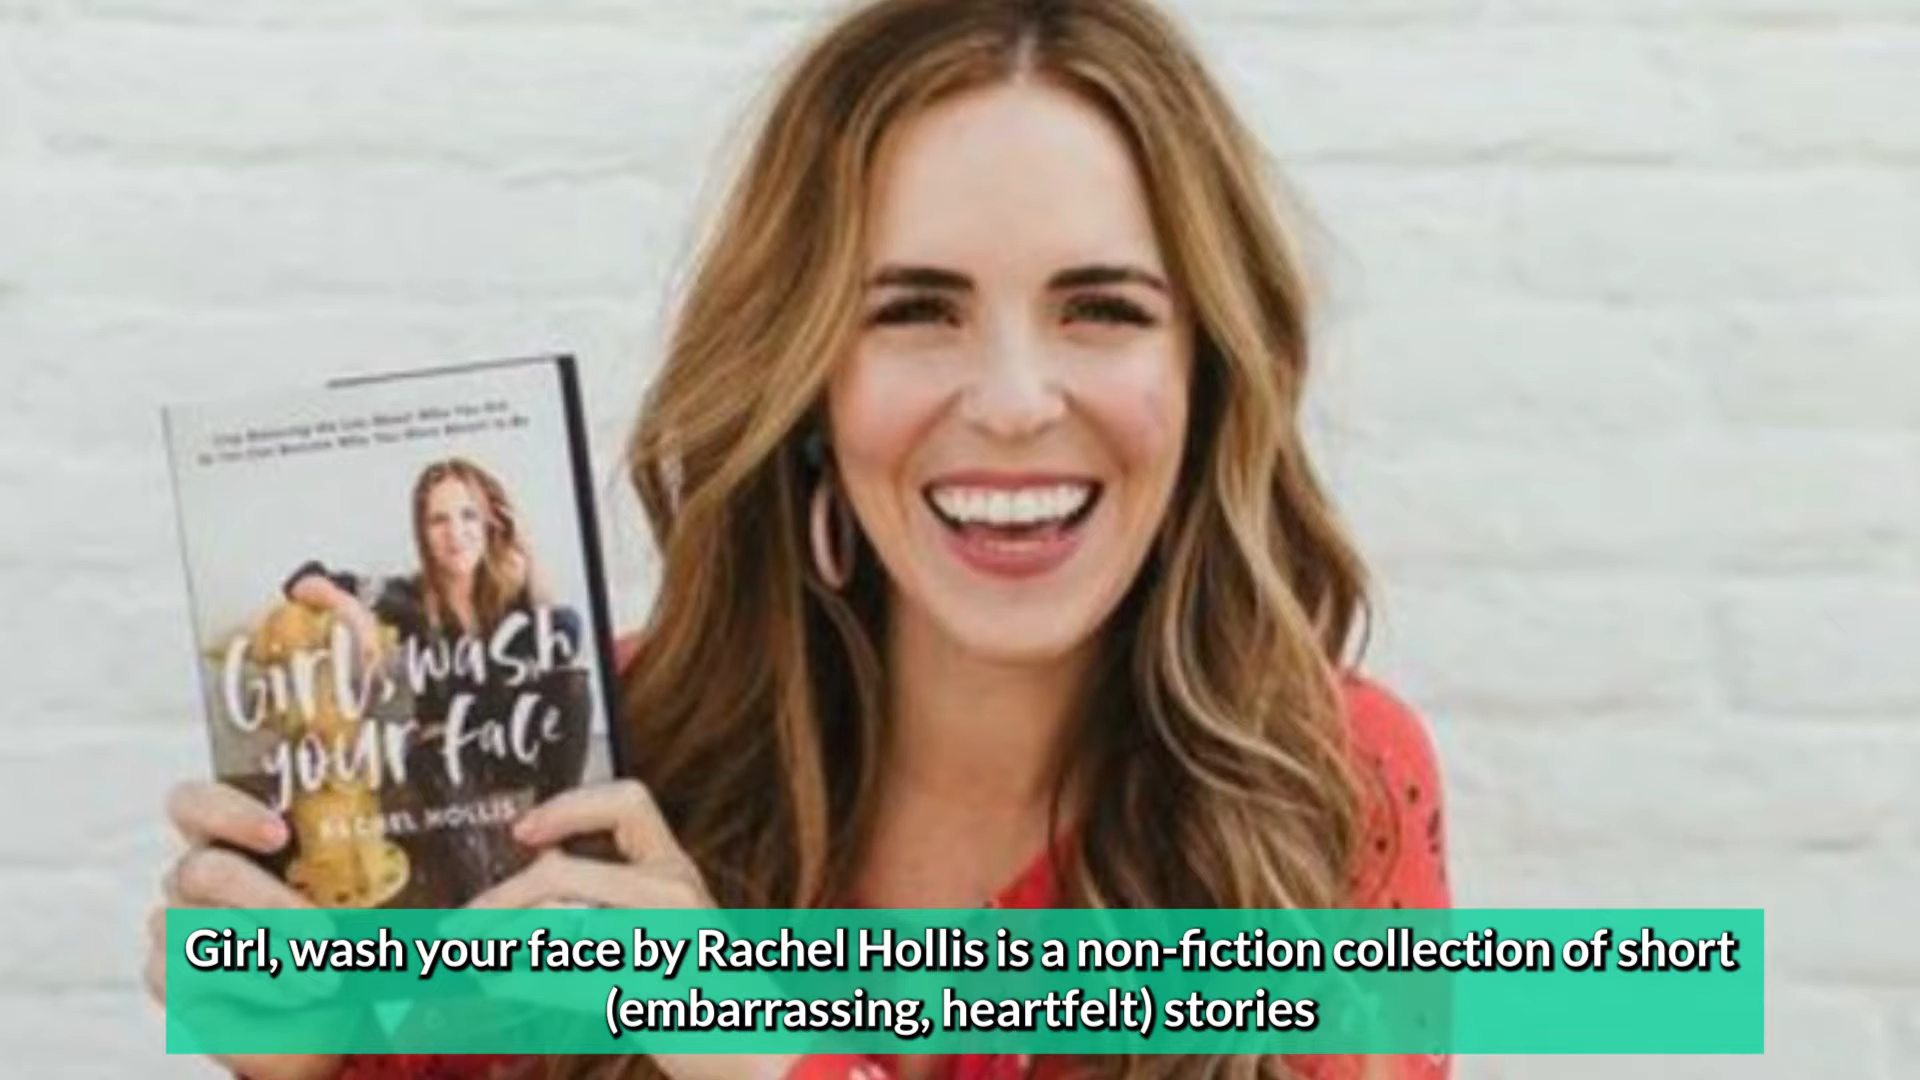 Girl, wash
your face
RACHEL HOLLIS
Girl, wash your face by Rachel Hollis is a non-fiction collection of short
(embarrassing, heartfelt) stories